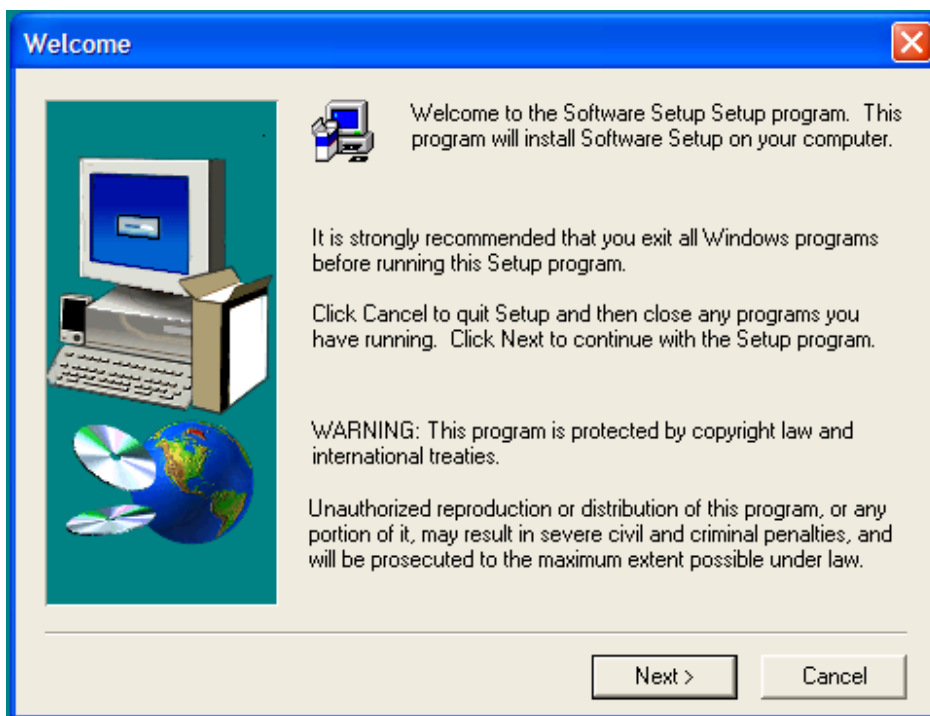 Welcome
Welcome to the Software Setup Setup program.  This
program will install Software Setup on your computer.
It is strongly recommended that you exit all Windows programs
before running this Setup program.
Click Cancel to quit Setup and then close any programs you
have running.  Click Next to continue with the Setup program.
WARNING: This program is protected by copyright law and
international treaties.
Unauthorized reproduction or distribution of this program, or any
portion of it, may result in severe civil and criminal penalties, and
will be prosecuted to the maximum extent possible under law.
Next >
Cancel